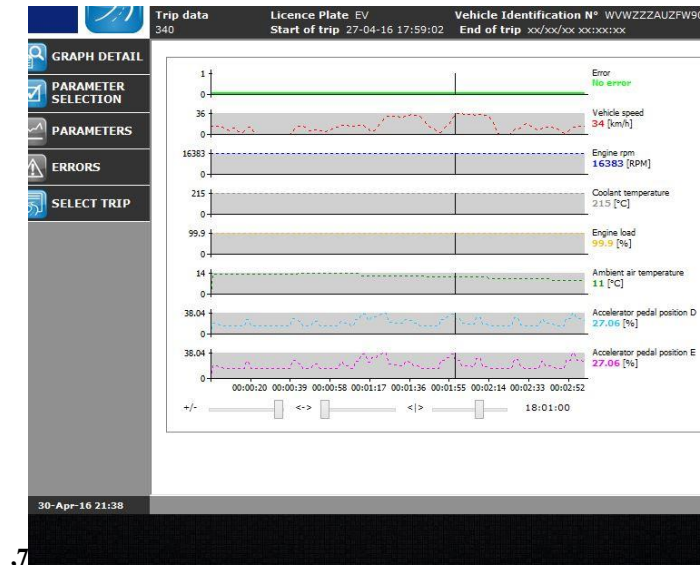 Trip data Licence Plate EV Vehicle Identification N° WVWZZZAUZFW90
340 Start of trip 27-04-16 17:59:02 End of trip xx/xx/xx xx:xx:xx
GRAPH DETAIL
PARAMETER
SELECTION
PARAMETERS
ERRORS
SELECT TRIP
1
0
Error
No error
36
0
Vehicle speed
34 [km/h]
16383
0
Engine rpm
16383 [RPM]
215
0
Coolant temperature
215 [°C]
99.9
0
Engine load
99.9 [%]
14
0
Ambient air temperature
11 [°C]
38.04
0
Accelerator pedal position D
27.06 [%]
38.04
0
Accelerator pedal position E
27.06 [%]
00:00:20 00:00:39 00:00:58 00:01:17 00:01:36 00:01:55 00:02:14 00:02:33 00:02:52
+/- <-> <|> 18:01:00
30-Apr-16 21:38
.7